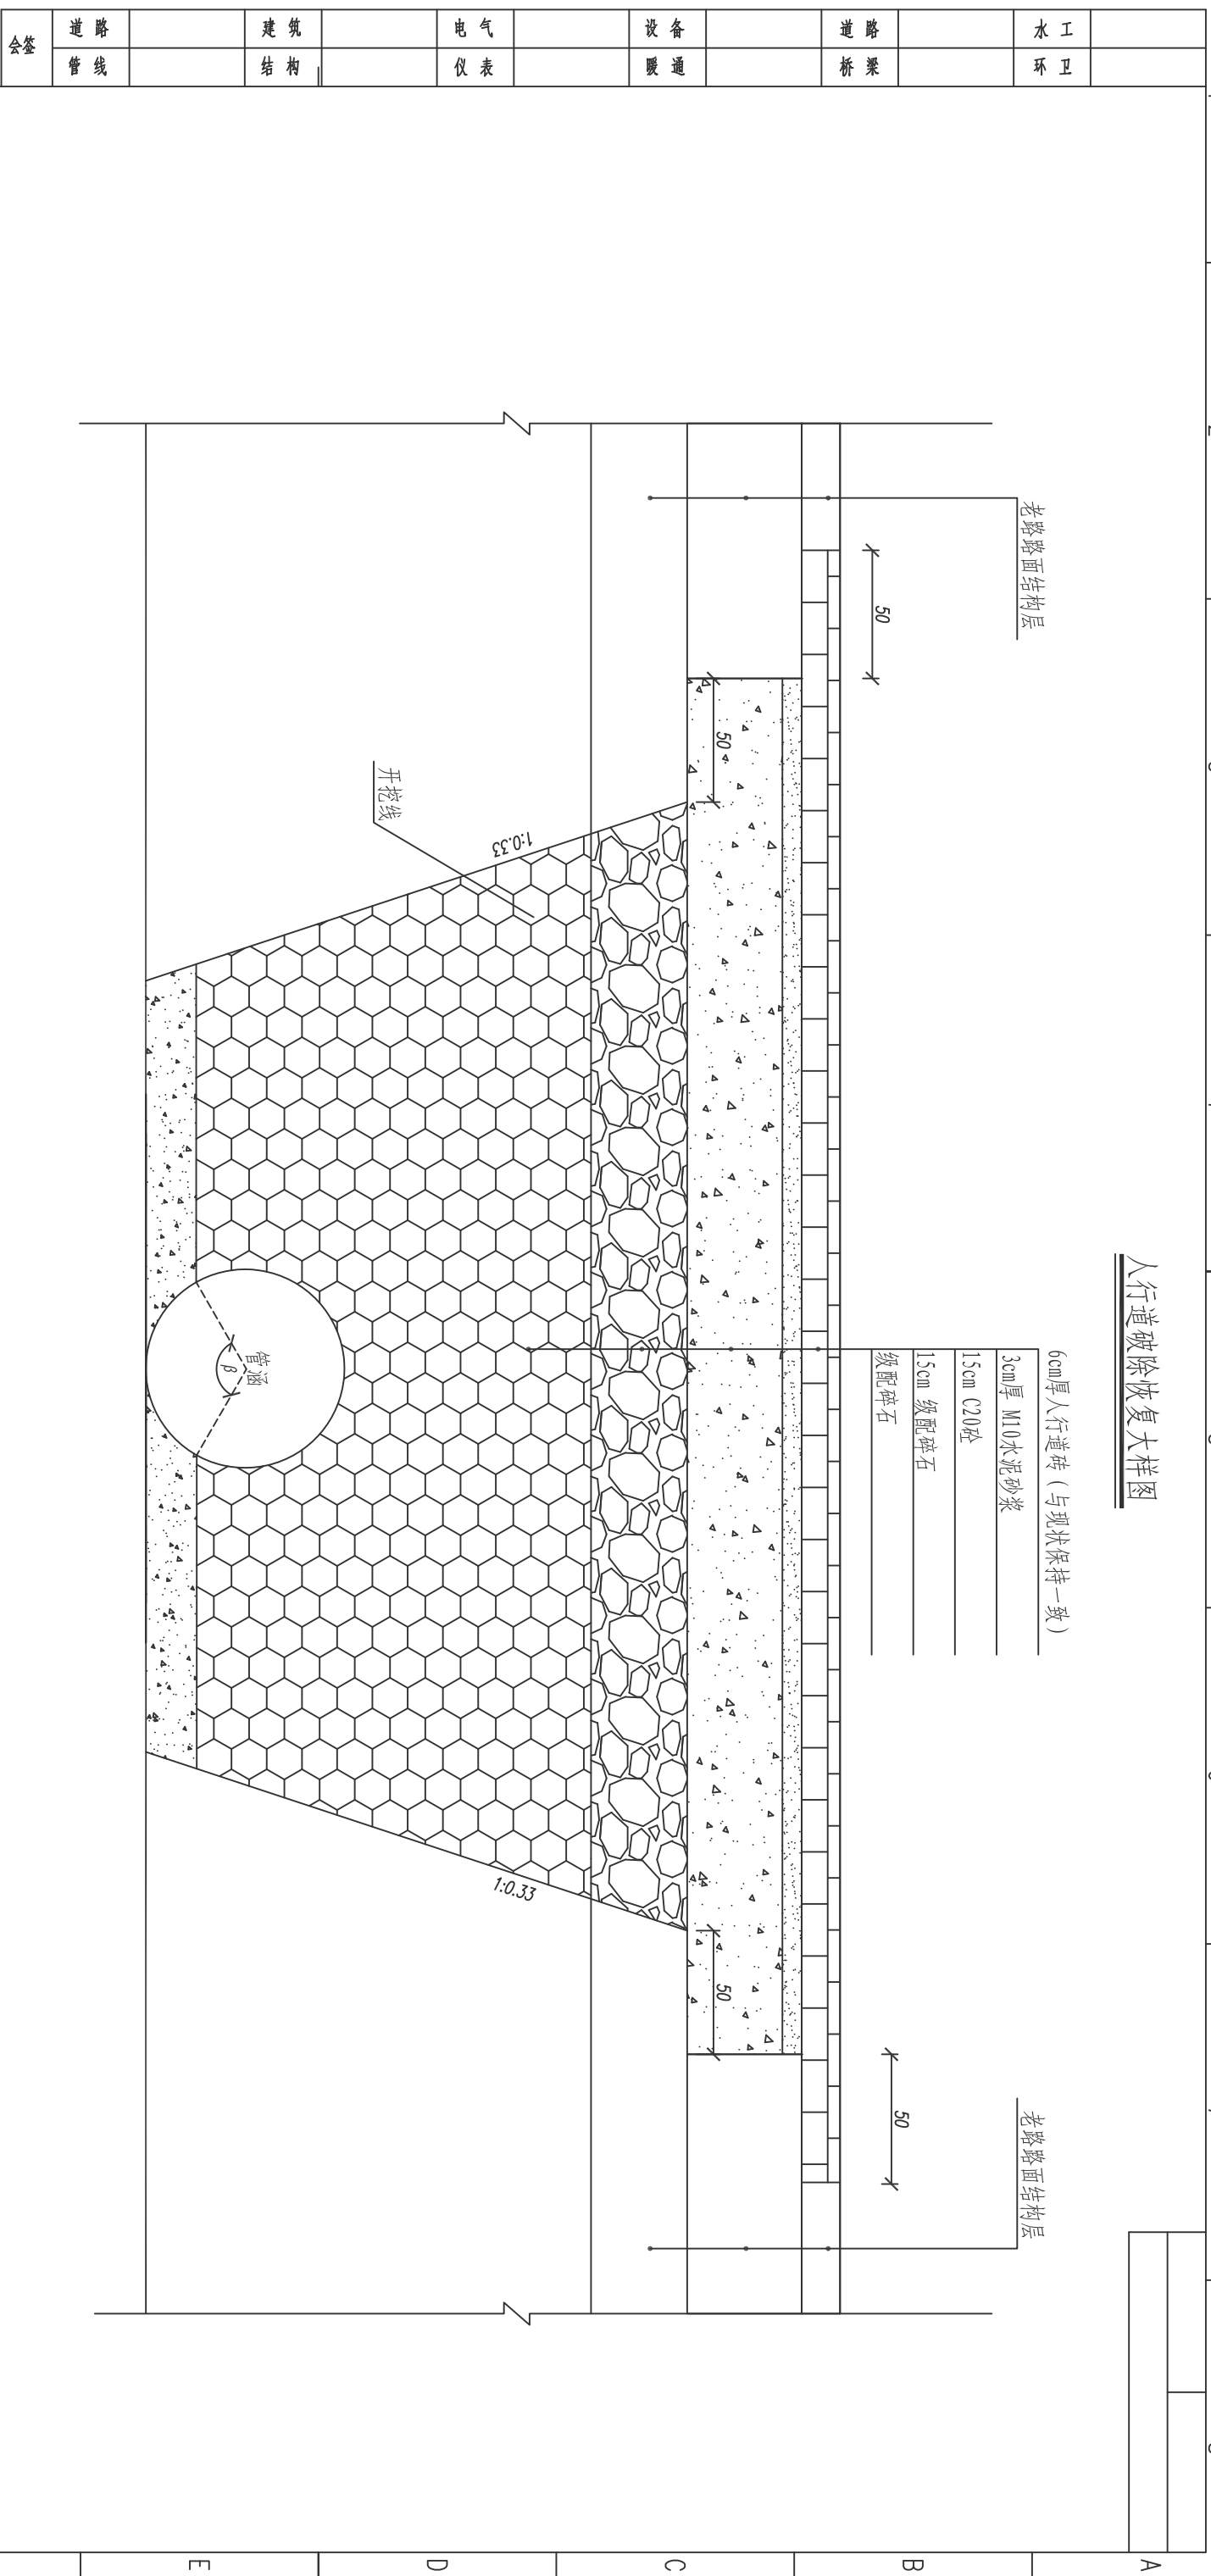 会签
道路
建筑
电气
设备
道路
水工
管线
结构
仪表
暖通
桥梁
环卫
人行道破除恢复大样图
6cm厚人行道砖(与现状保持一致)
3cm厚 M10水泥砂浆
15cm C20砼
15cm 级配碎石
级配碎石
老路路面结构层
老路路面结构层
50
50
50
50
开挖线
1:0.33
1:0.33
管涵
β
A
B
C
D
E